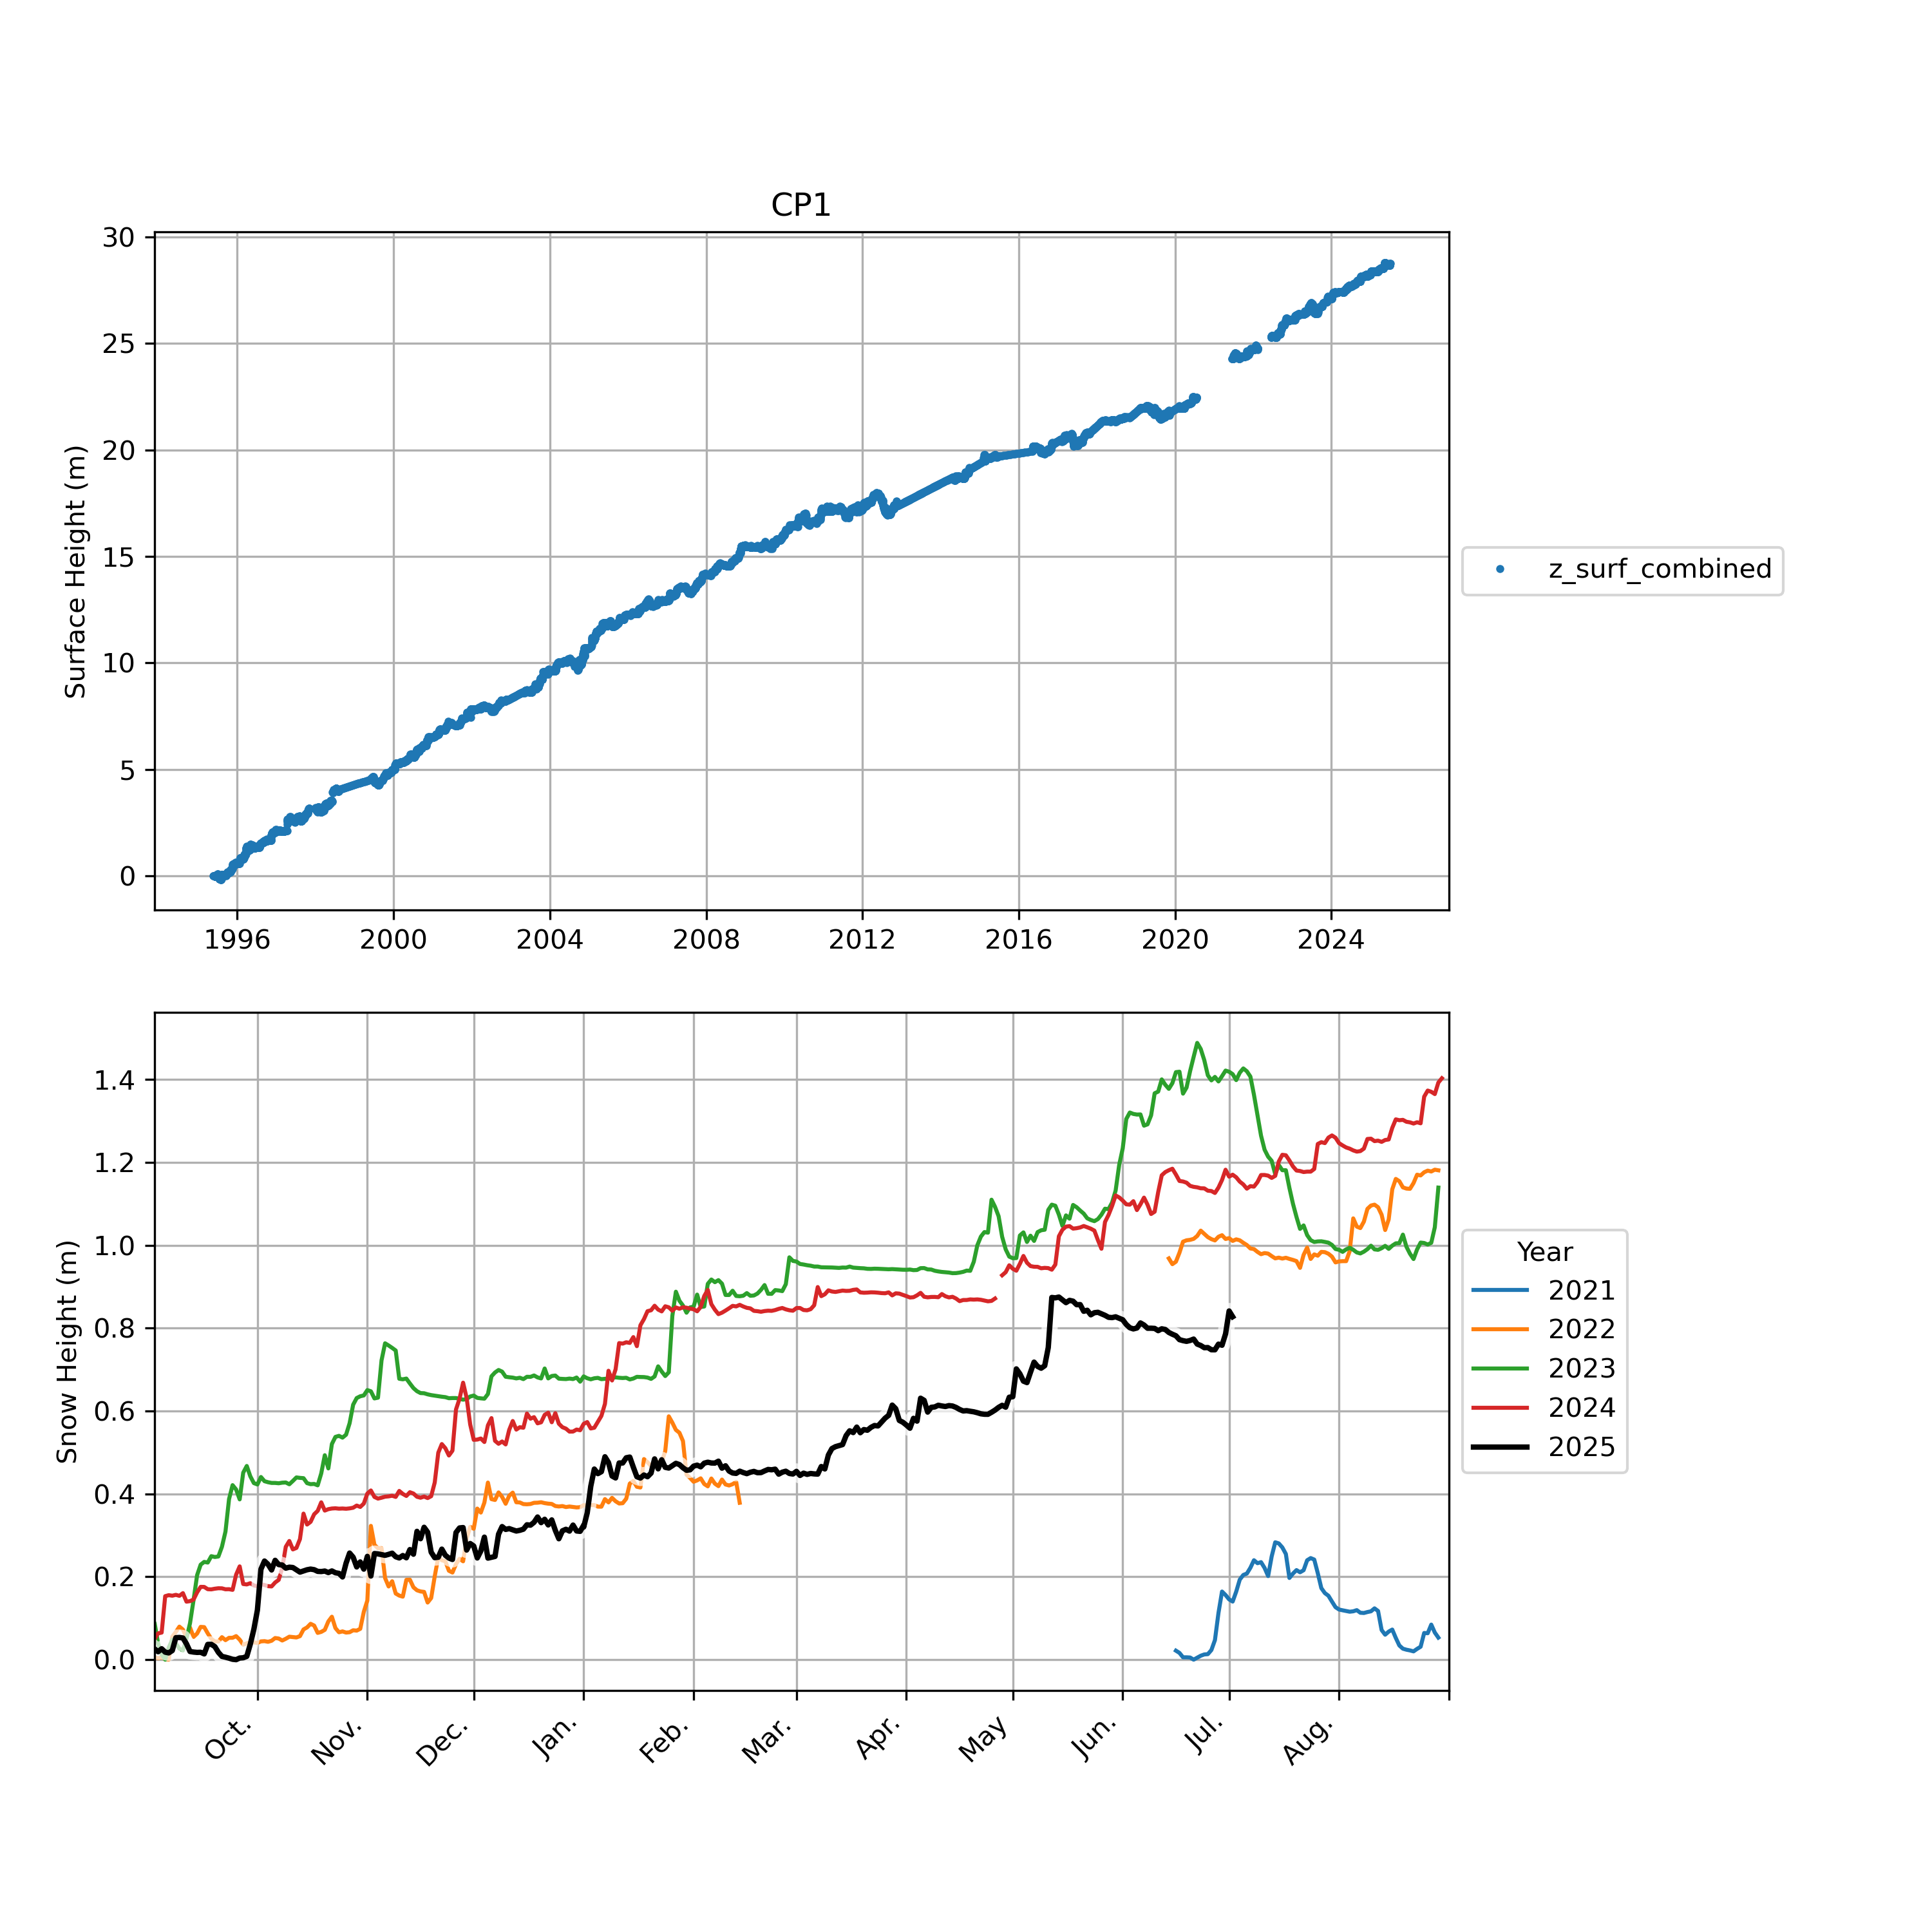 CP1
30
25
20
15
10
5
0
Surface Height (m)
1996 2000 2004 2008 2012 2016 2020 2024
z_surf_combined
1.4
1.2
1.0
0.8
0.6
0.4
0.2
0.0
Snow Height (m)
Oct. Nov. Dec. Jan. Feb. Mar. Apr. May Jun. Jul. Aug.
Year
2021
2022
2023
2024
2025